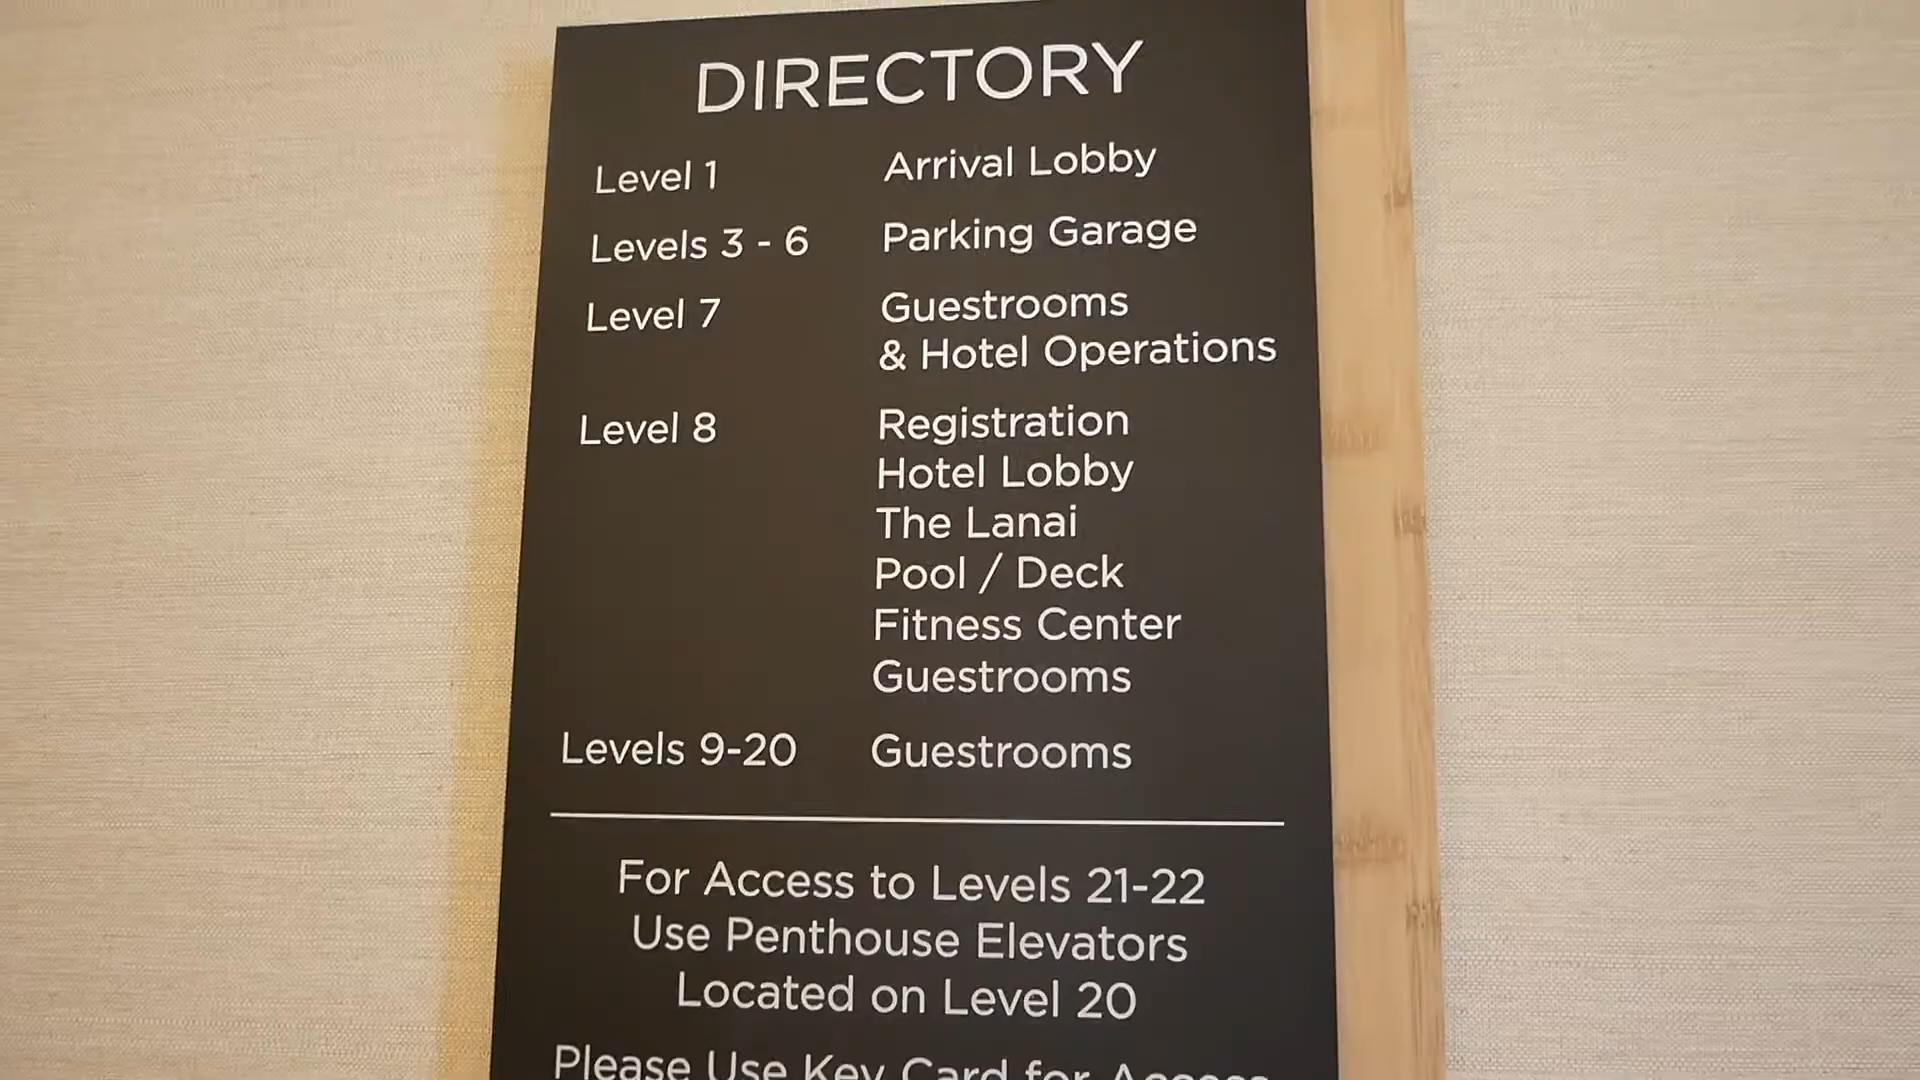 DIRECTORY
Level 1 Arrival Lobby
Levels 3 - 6 Parking Garage
Level 7 Guestrooms
& Hotel Operations
Level 8 Registration
Hotel Lobby
The Lanai
Pool / Deck
Fitness Center
Guestrooms
Levels 9-20 Guestrooms
For Access to Levels 21-22
Use Penthouse Elevators
Located on Level 20
Please Use Key Card for Access